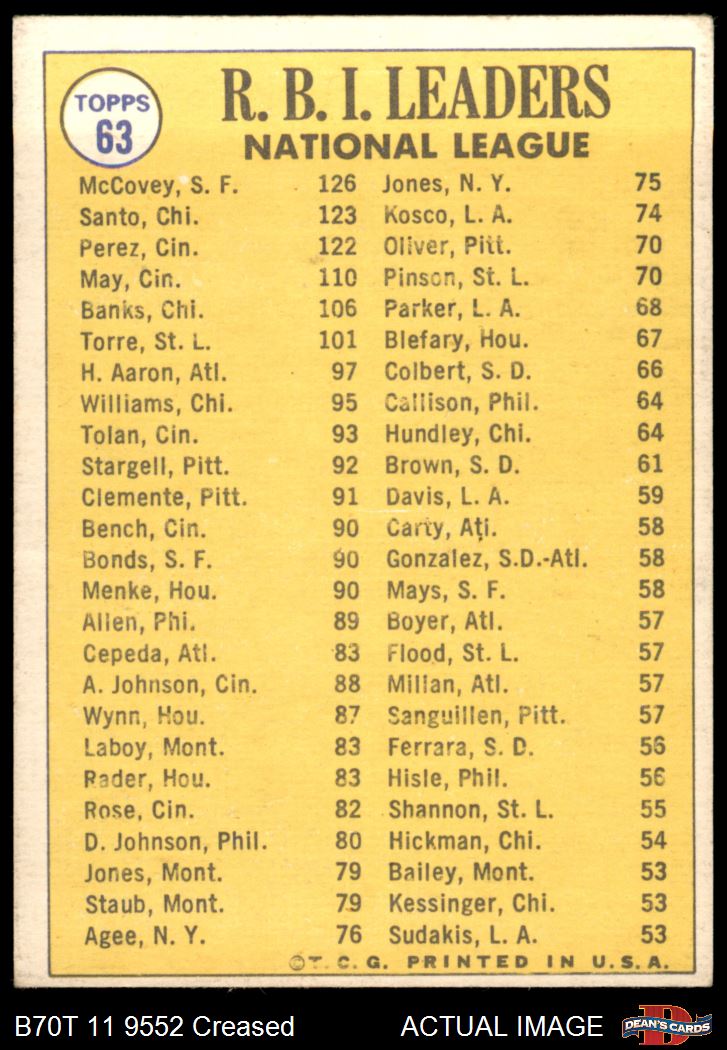 TOPPS
63
R. B. I. LEADERS
NATIONAL LEAGUE
McCovey, S. F. 126
Santo, Chi. 123
Perez, Cin. 122
May, Cin. 110
Banks, Chi. 106
Torre, St. L. 101
H. Aaron, Atl. 97
Williams, Chi. 95
Tolan, Cin. 93
Stargell, Pitt. 92
Clemente, Pitt. 91
Bench, Cin. 90
Bonds, S. F. 90
Menke, Hou. 90
Allen, Phi. 89
Cepeda, Atl. 83
A. Johnson, Cin. 88
Wynn, Hou. 87
Laboy, Mont. 83
Rader, Hou. 83
Rose, Cin. 82
D. Johnson, Phil. 80
Jones, Mont. 79
Staub, Mont. 79
Agee, N. Y. 76
Jones, N. Y. 75
Kosco, L. A. 74
Oliver, Pitt. 70
Pinson, St. L. 70
Parker, L. A. 68
Blefary, Hou. 67
Colbert, S. D. 66
Callison, Phil. 64
Hundley, Chi. 64
Brown, S. D. 61
Davis, L. A. 59
Carty, Atl. 58
Gonzalez, S.D.-Atl. 58
Mays, S. F. 58
Boyer, Atl. 57
Flood, St. L. 57
Millan, Atl. 57
Sanguillen, Pitt. 57
Ferrara, S. D. 56
Hisle, Phil. 56
Shannon, St. L. 55
Hickman, Chi. 54
Bailey, Mont. 53
Kessinger, Chi. 53
Sudakis, L. A. 53
©T. C. G. PRINTED IN U. S. A.
B70T 11 9552 Creased
ACTUAL IMAGE
D
DEAN'S CARDS